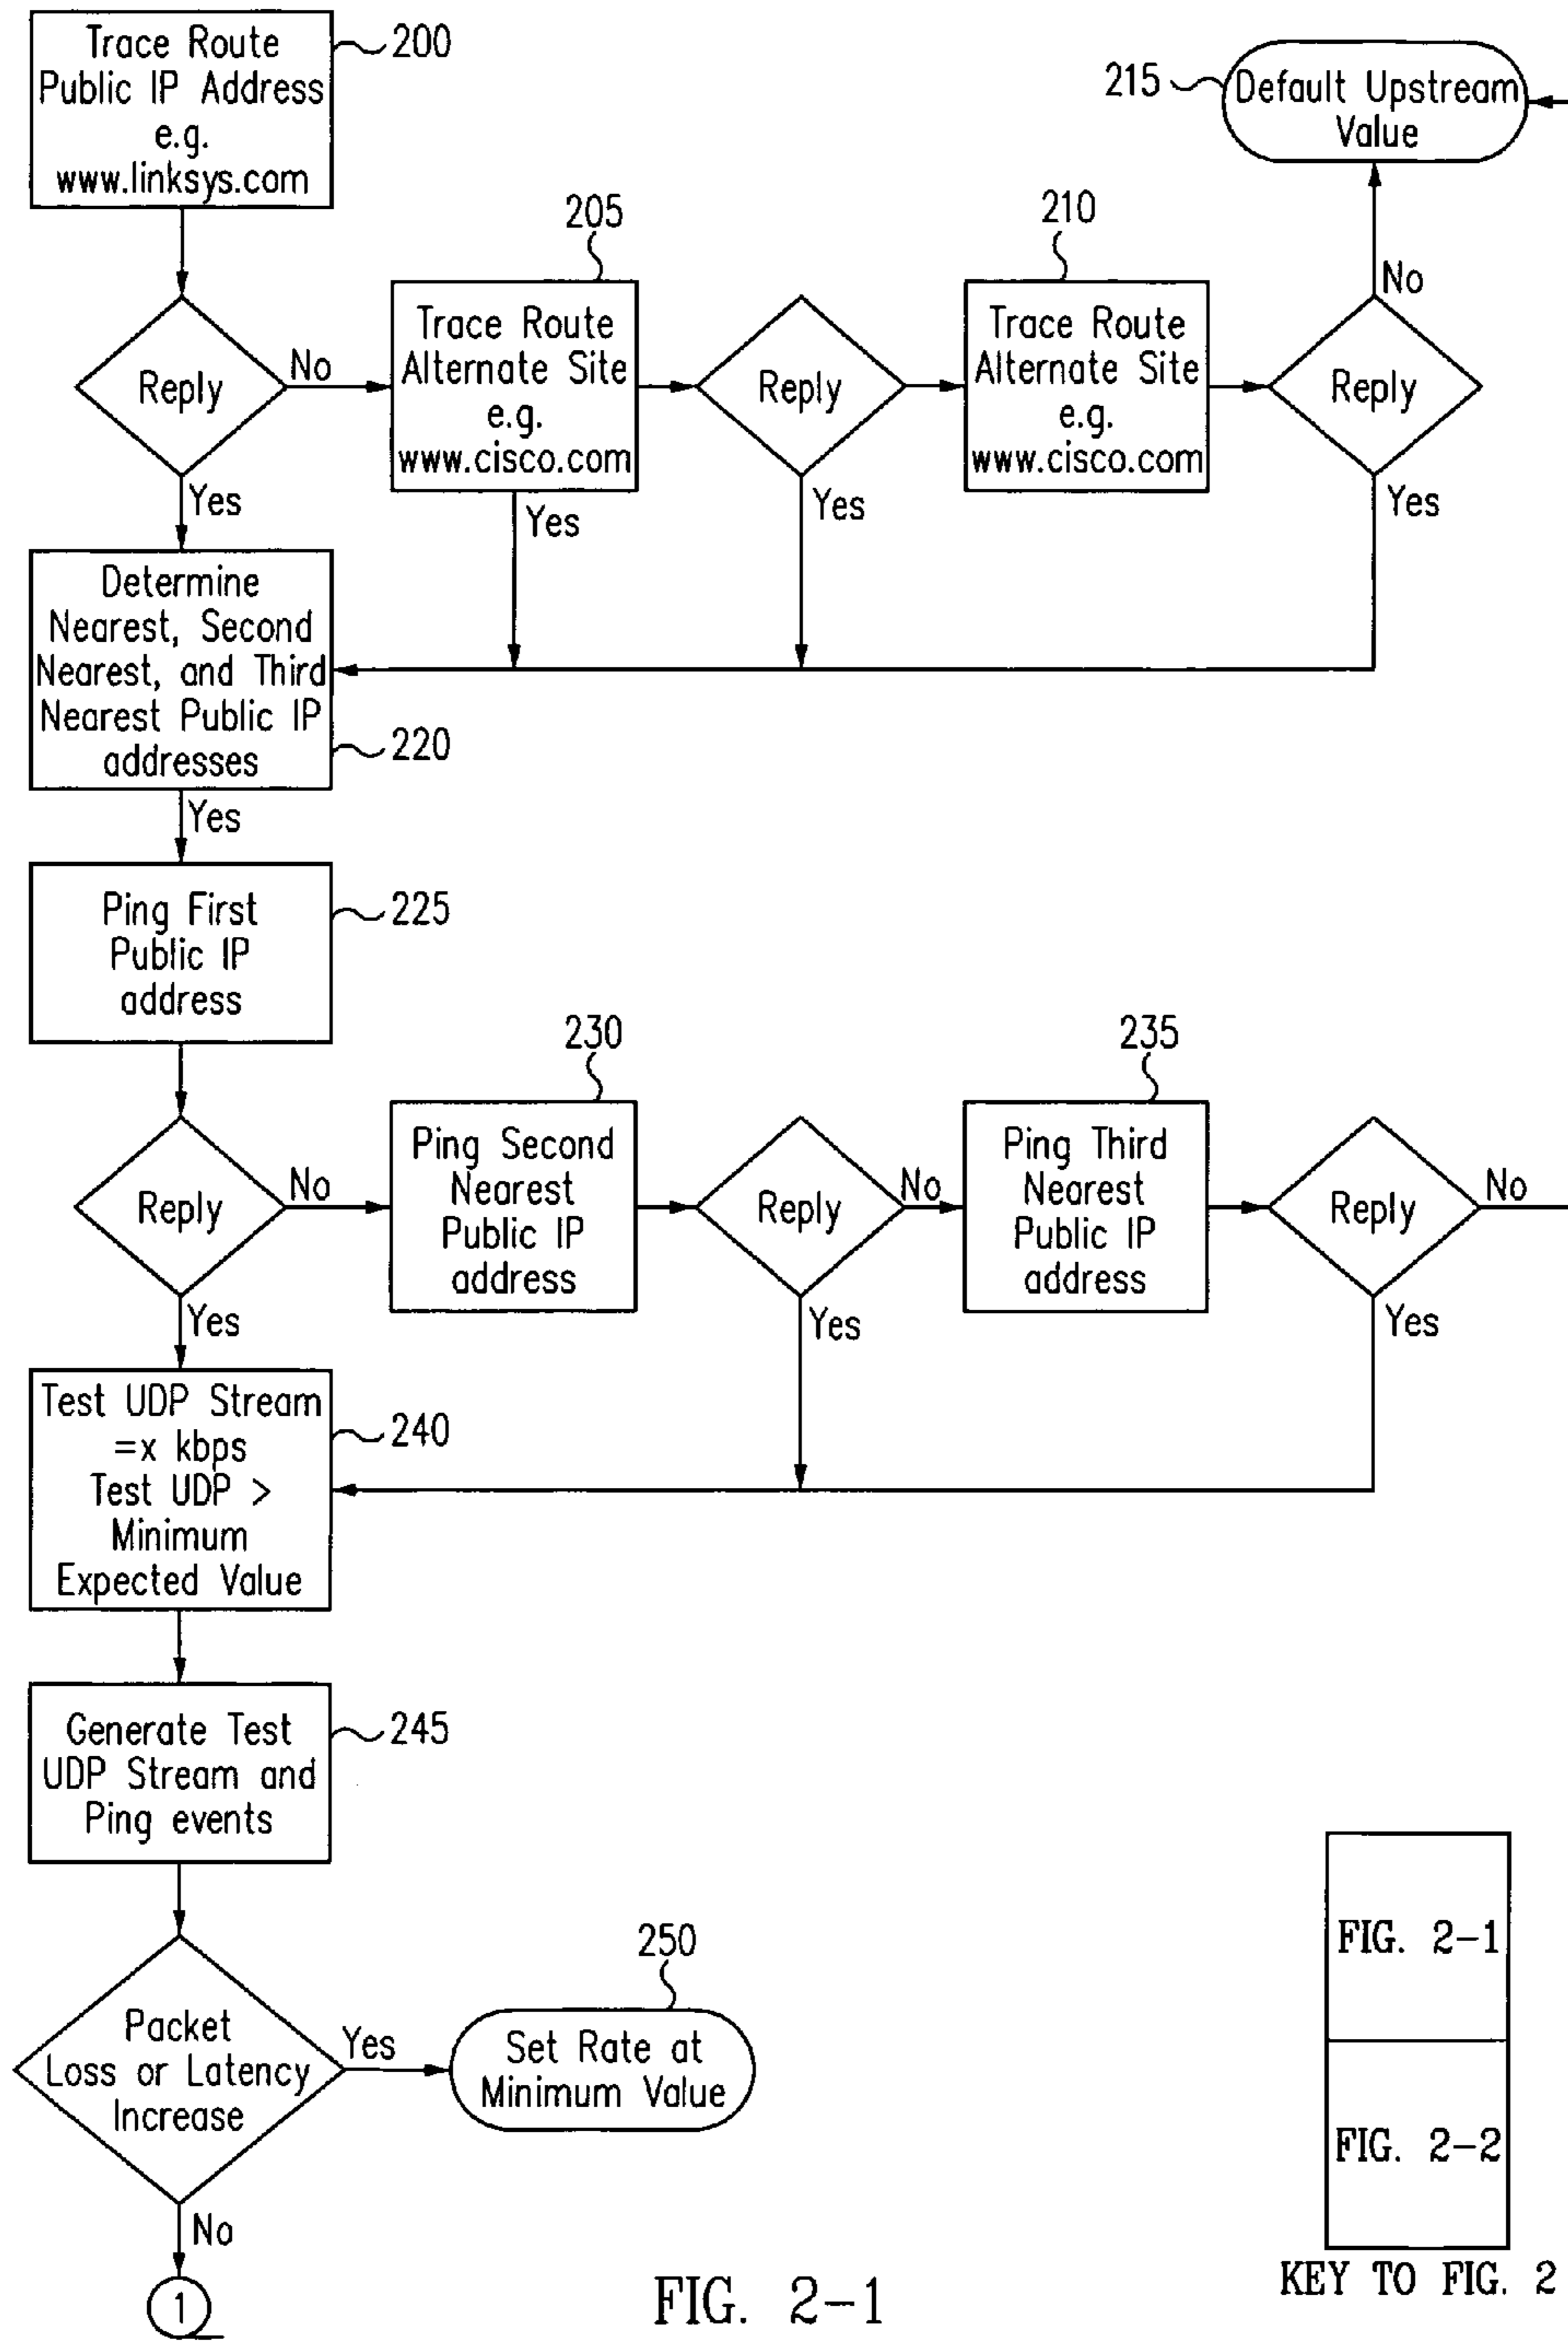 Trace Route
Public IP Address
e.g.
www.linksys.com
200
215
Default Upstream
Value
205
210
No
Reply
No
Trace Route
Alternate Site
e.g.
www.cisco.com
Reply
Trace Route
Alternate Site
e.g.
www.cisco.com
Reply
Yes
Yes
Yes
Yes
Determine
Nearest, Second
Nearest, and Third
Nearest Public IP
addresses
220
Yes
Ping First
Public IP
address
225
230
235
Reply
No
Ping Second
Nearest
Public IP
address
Reply
No
Ping Third
Nearest
Public IP
address
Reply
No
Yes
Yes
Yes
Test UDP Stream
=x kbps
Test UDP >
Minimum
Expected Value
240
Generate Test
UDP Stream and
Ping events
245
250
Packet
Loss or Latency
Increase
Yes
Set Rate at
Minimum Value
No
1
FIG. 2-1
FIG. 2-1
FIG. 2-2
KEY TO FIG. 2